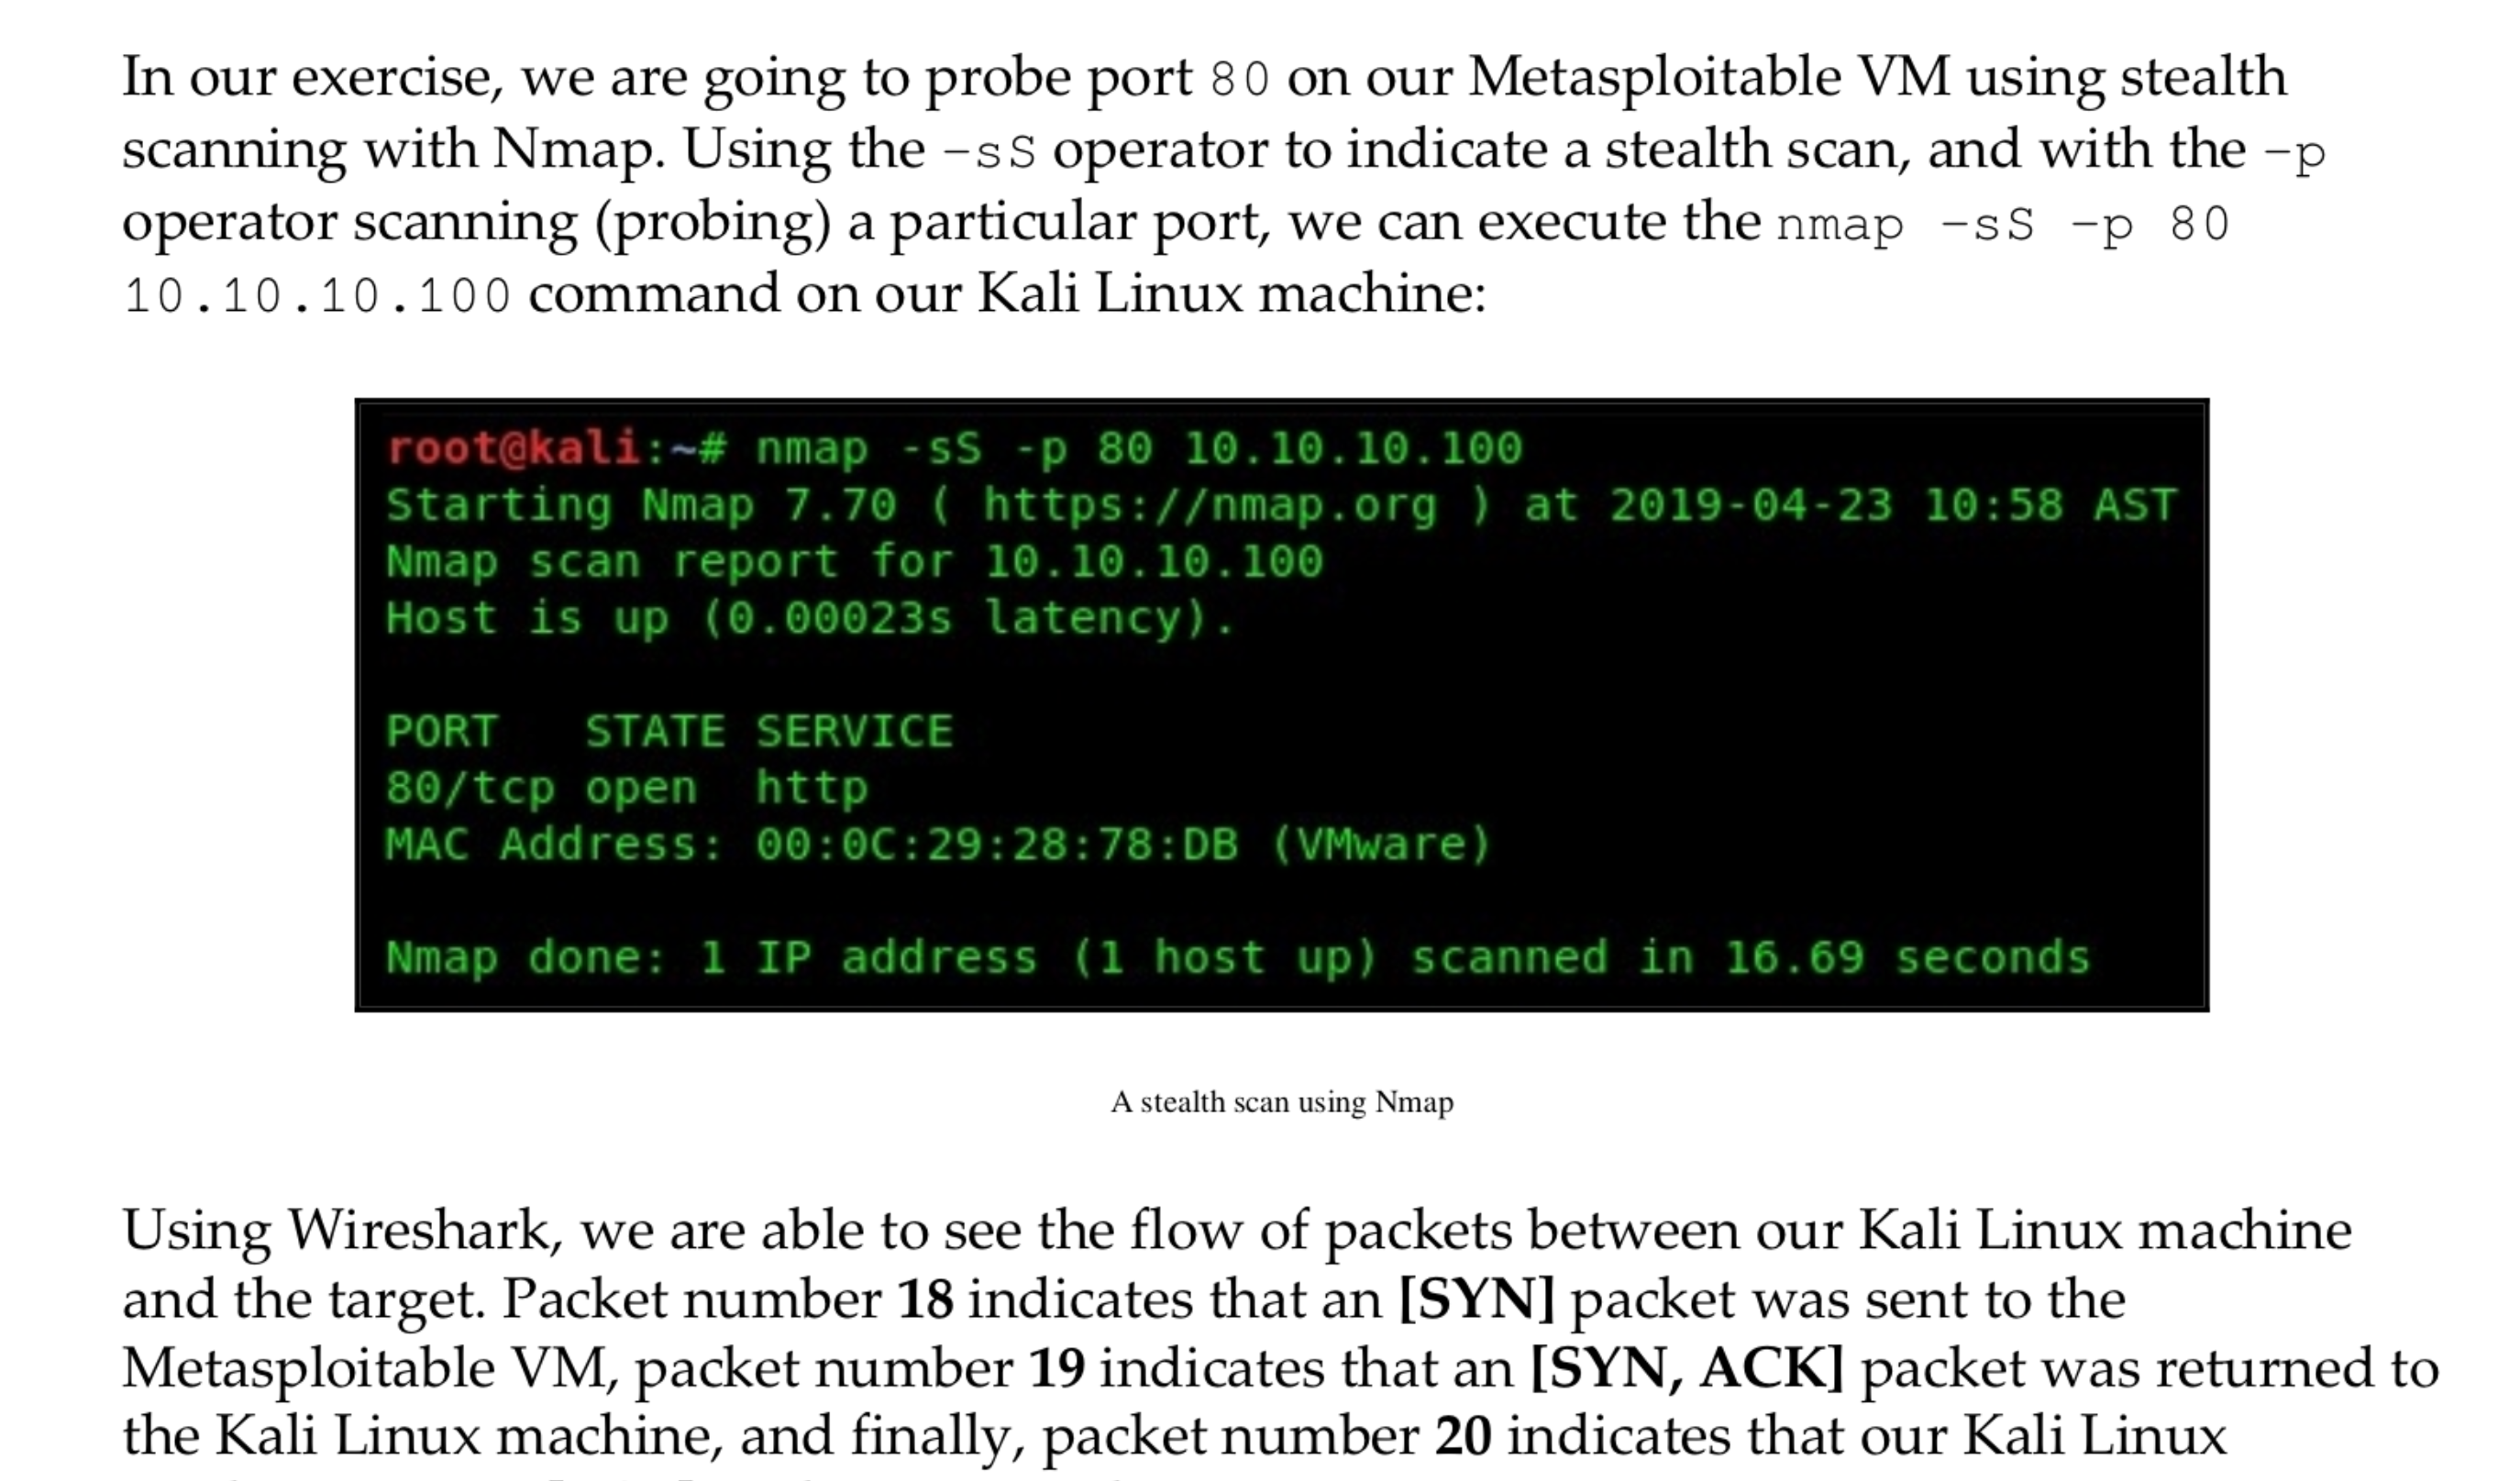 In our exercise, we are going to probe port 80 on our Metasploitable VM using stealth
scanning with Nmap. Using the -sS operator to indicate a stealth scan, and with the -p
operator scanning (probing) a particular port, we can execute the nmap -sS -p 80
10.10.10.100 command on our Kali Linux machine:
root@kali:~# nmap -sS -p 80 10.10.10.100
Starting Nmap 7.70 ( https://nmap.org ) at 2019-04-23 10:58 AST
Nmap scan report for 10.10.10.100
Host is up (0.00023s latency).
PORT   STATE SERVICE
80/tcp open  http
MAC Address: 00:0C:29:28:78:DB (VMware)
Nmap done: 1 IP address (1 host up) scanned in 16.69 seconds
A stealth scan using Nmap
Using Wireshark, we are able to see the flow of packets between our Kali Linux machine
and the target. Packet number 18 indicates that an [SYN] packet was sent to the
Metasploitable VM, packet number 19 indicates that an [SYN, ACK] packet was returned to
the Kali Linux machine, and finally, packet number 20 indicates that our Kali Linux